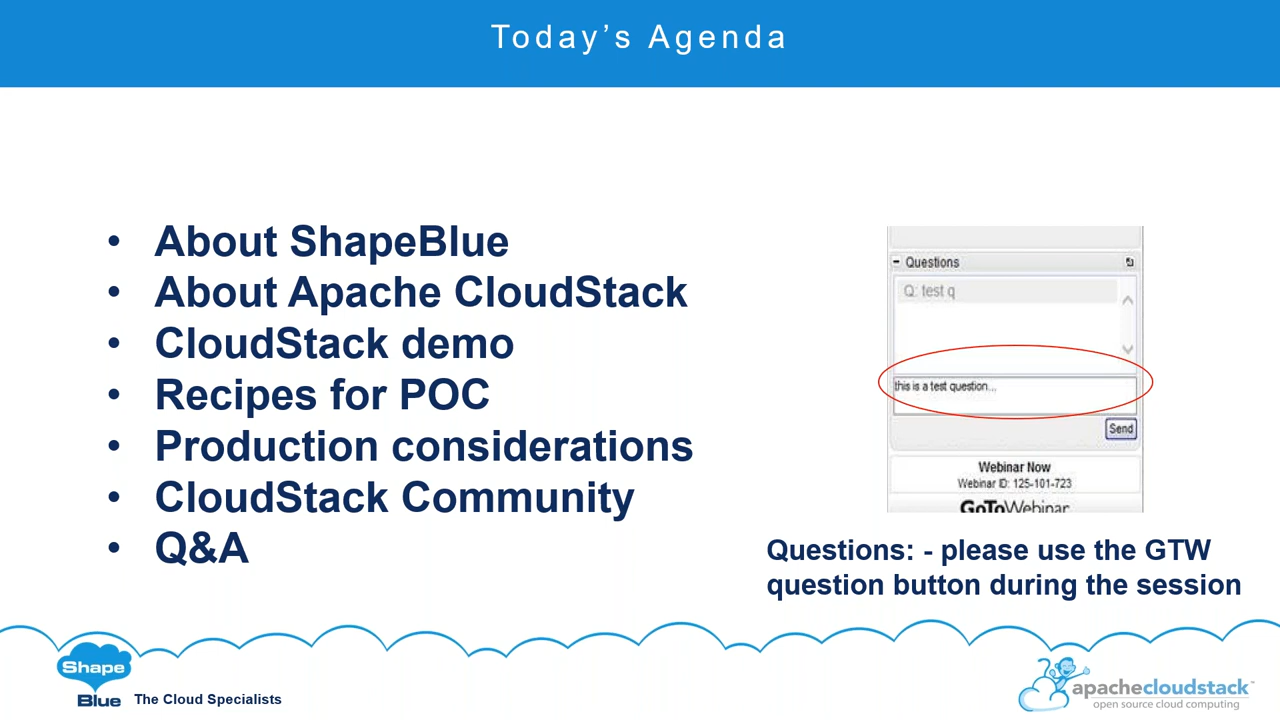 Today’s Agenda
• About ShapeBlue
• About Apache CloudStack
• CloudStack demo
• Recipes for POC
• Production considerations
• CloudStack Community
• Q&A
Questions
Q: test q
this is a test question...
Send
Webinar Now
Webinar ID: 125-101-723
GoToWebinar
Questions: - please use the GTW
question button during the session
Shape
Blue
The Cloud Specialists
apachecloudstack™
open source cloud computing